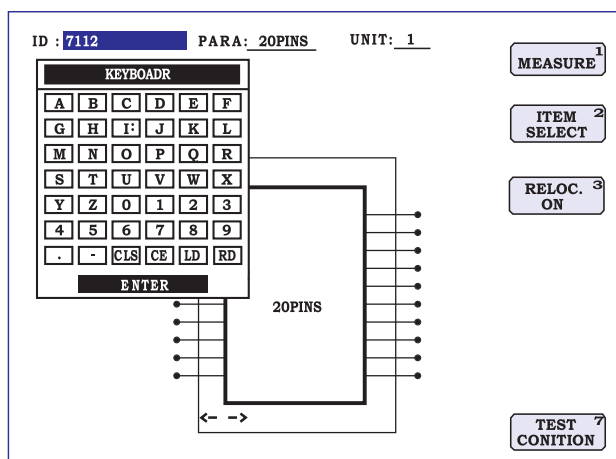 ID : 7112 PARA: 20PINS UNIT: 1
KEYBOADR
A B C D E F
G H I: J K L
M N O P Q R
S T U V W X
Y Z 0 1 2 3
4 5 6 7 8 9
. - CLS CE LD RD
ENTER
20PINS
MEASURE 1
ITEM 2
SELECT
RELOC. 3
ON
TEST 7
CONITION